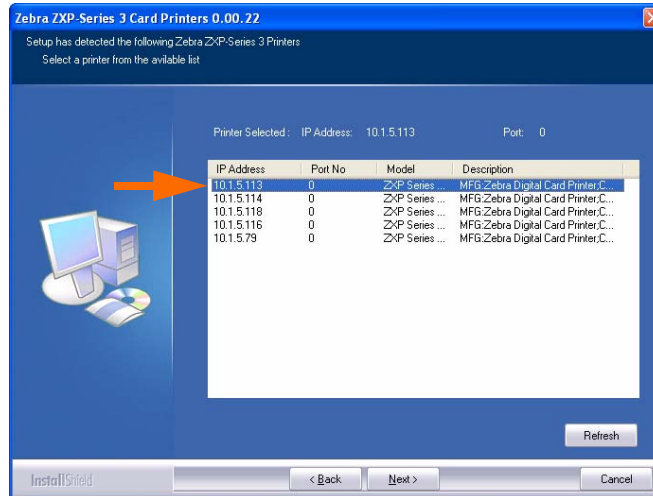 Zebra ZXP-Series 3 Card Printers 0.00.22
Setup has detected the following Zebra ZXP-Series 3 Printers
Select a printer from the avilable list
Printer Selected : IP Address: 10.1.5.113 Port: 0
IP Address Port No Model Description
10.1.5.113 0 ZXP Series ... MFG:Zebra Digital Card Printer;C...
10.1.5.114 0 ZXP Series ... MFG:Zebra Digital Card Printer;C...
10.1.5.118 0 ZXP Series ... MFG:Zebra Digital Card Printer;C...
10.1.5.116 0 ZXP Series ... MFG:Zebra Digital Card Printer;C...
10.1.5.79 0 ZXP Series ... MFG:Zebra Digital Card Printer;C...
Refresh
InstallShield < Back Next > Cancel